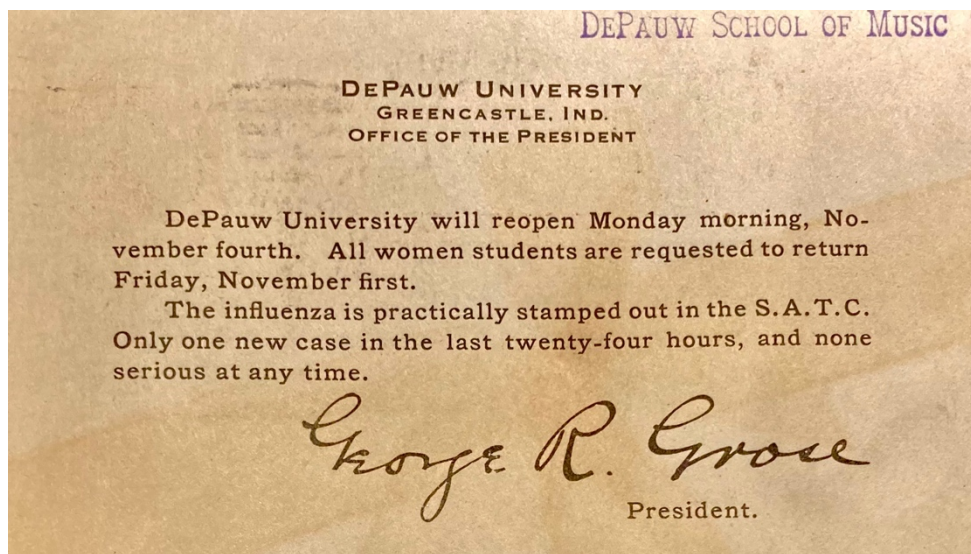 DePauw School of Music
DePauw University
Greencastle, Ind.
Office of the President
DePauw University will reopen Monday morning, No-
vember fourth. All women students are requested to return
Friday, November first.
The influenza is practically stamped out in the S.A.T.C.
Only one new case in the last twenty-four hours, and none
serious at any time.
George R. Grose
President.